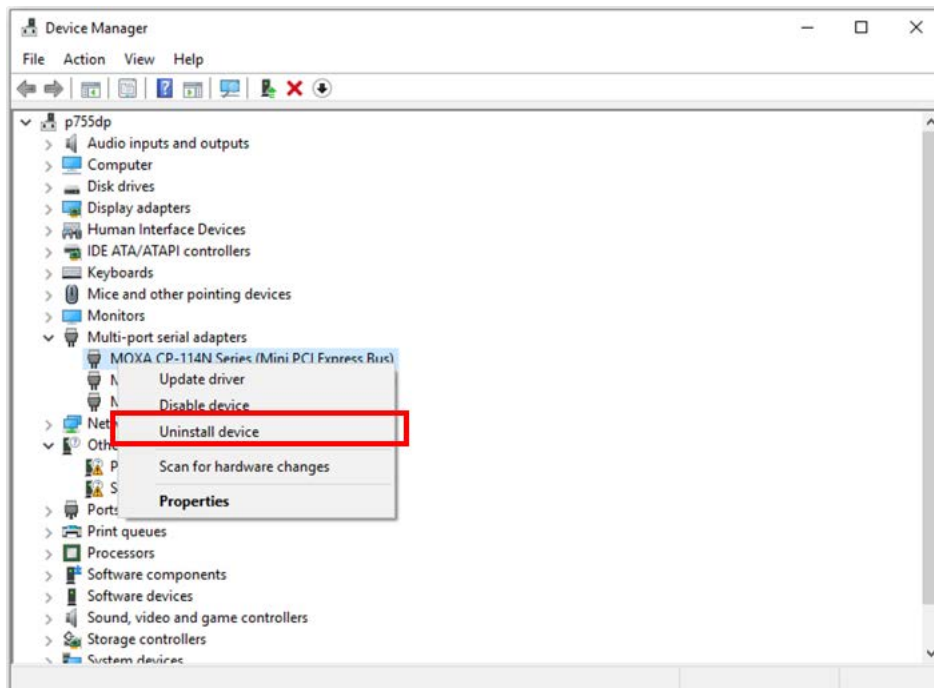 Device Manager
File Action View Help
p755dp
Audio inputs and outputs
Computer
Disk drives
Display adapters
Human Interface Devices
IDE ATA/ATAPI controllers
Keyboards
Mice and other pointing devices
Monitors
Multi-port serial adapters
MOXA CP-114N Series (Mini PCI Express Bus)
Update driver
Disable device
Uninstall device
Scan for hardware changes
Properties
Print queues
Processors
Software components
Software devices
Sound, video and game controllers
Storage controllers
System devices